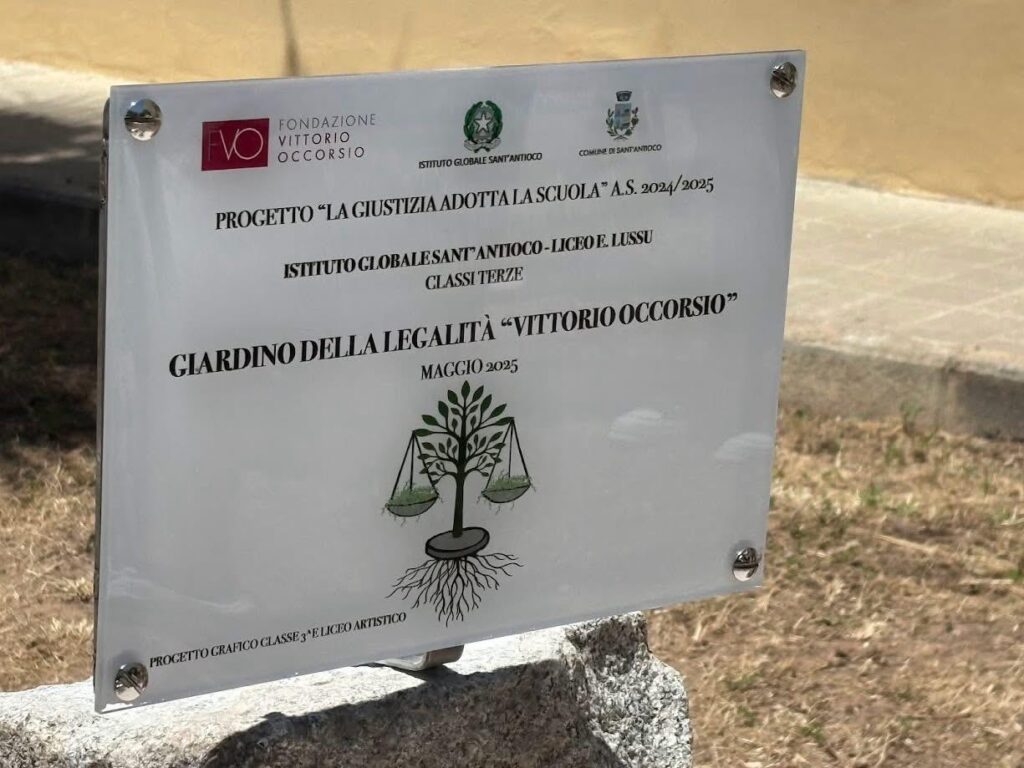 FVO
FONDAZIONE
VITTORIO
OCCORSIO
ISTITUTO GLOBALE SANT'ANTIOCO
COMUNE DI SANT'ANTIOCO
PROGETTO “LA GIUSTIZIA ADOTTA LA SCUOLA” A.S. 2024/2025
ISTITUTO GLOBALE SANT'ANTIOCO - LICEO E. LUSSU
CLASSI TERZE
GIARDINO DELLA LEGALITÀ “VITTORIO OCCORSIO”
MAGGIO 2025
PROGETTO GRAFICO CLASSE 3ªE LICEO ARTISTICO